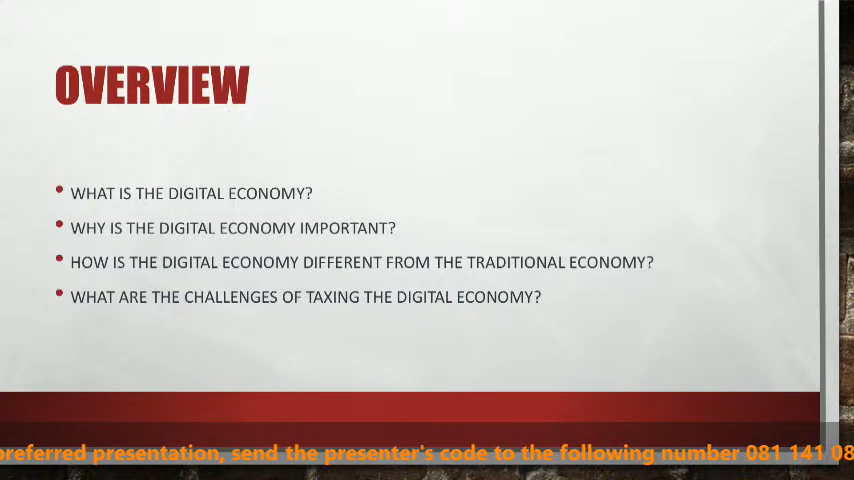 OVERVIEW
• WHAT IS THE DIGITAL ECONOMY?
• WHY IS THE DIGITAL ECONOMY IMPORTANT?
• HOW IS THE DIGITAL ECONOMY DIFFERENT FROM THE TRADITIONAL ECONOMY?
• WHAT ARE THE CHALLENGES OF TAXING THE DIGITAL ECONOMY?
preferred presentation, send the presenter's code to the following number 081 141 08